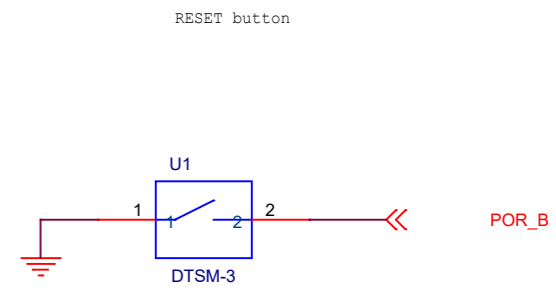 RESET button
U1
1 1 2 2
POR_B
DTSM-3